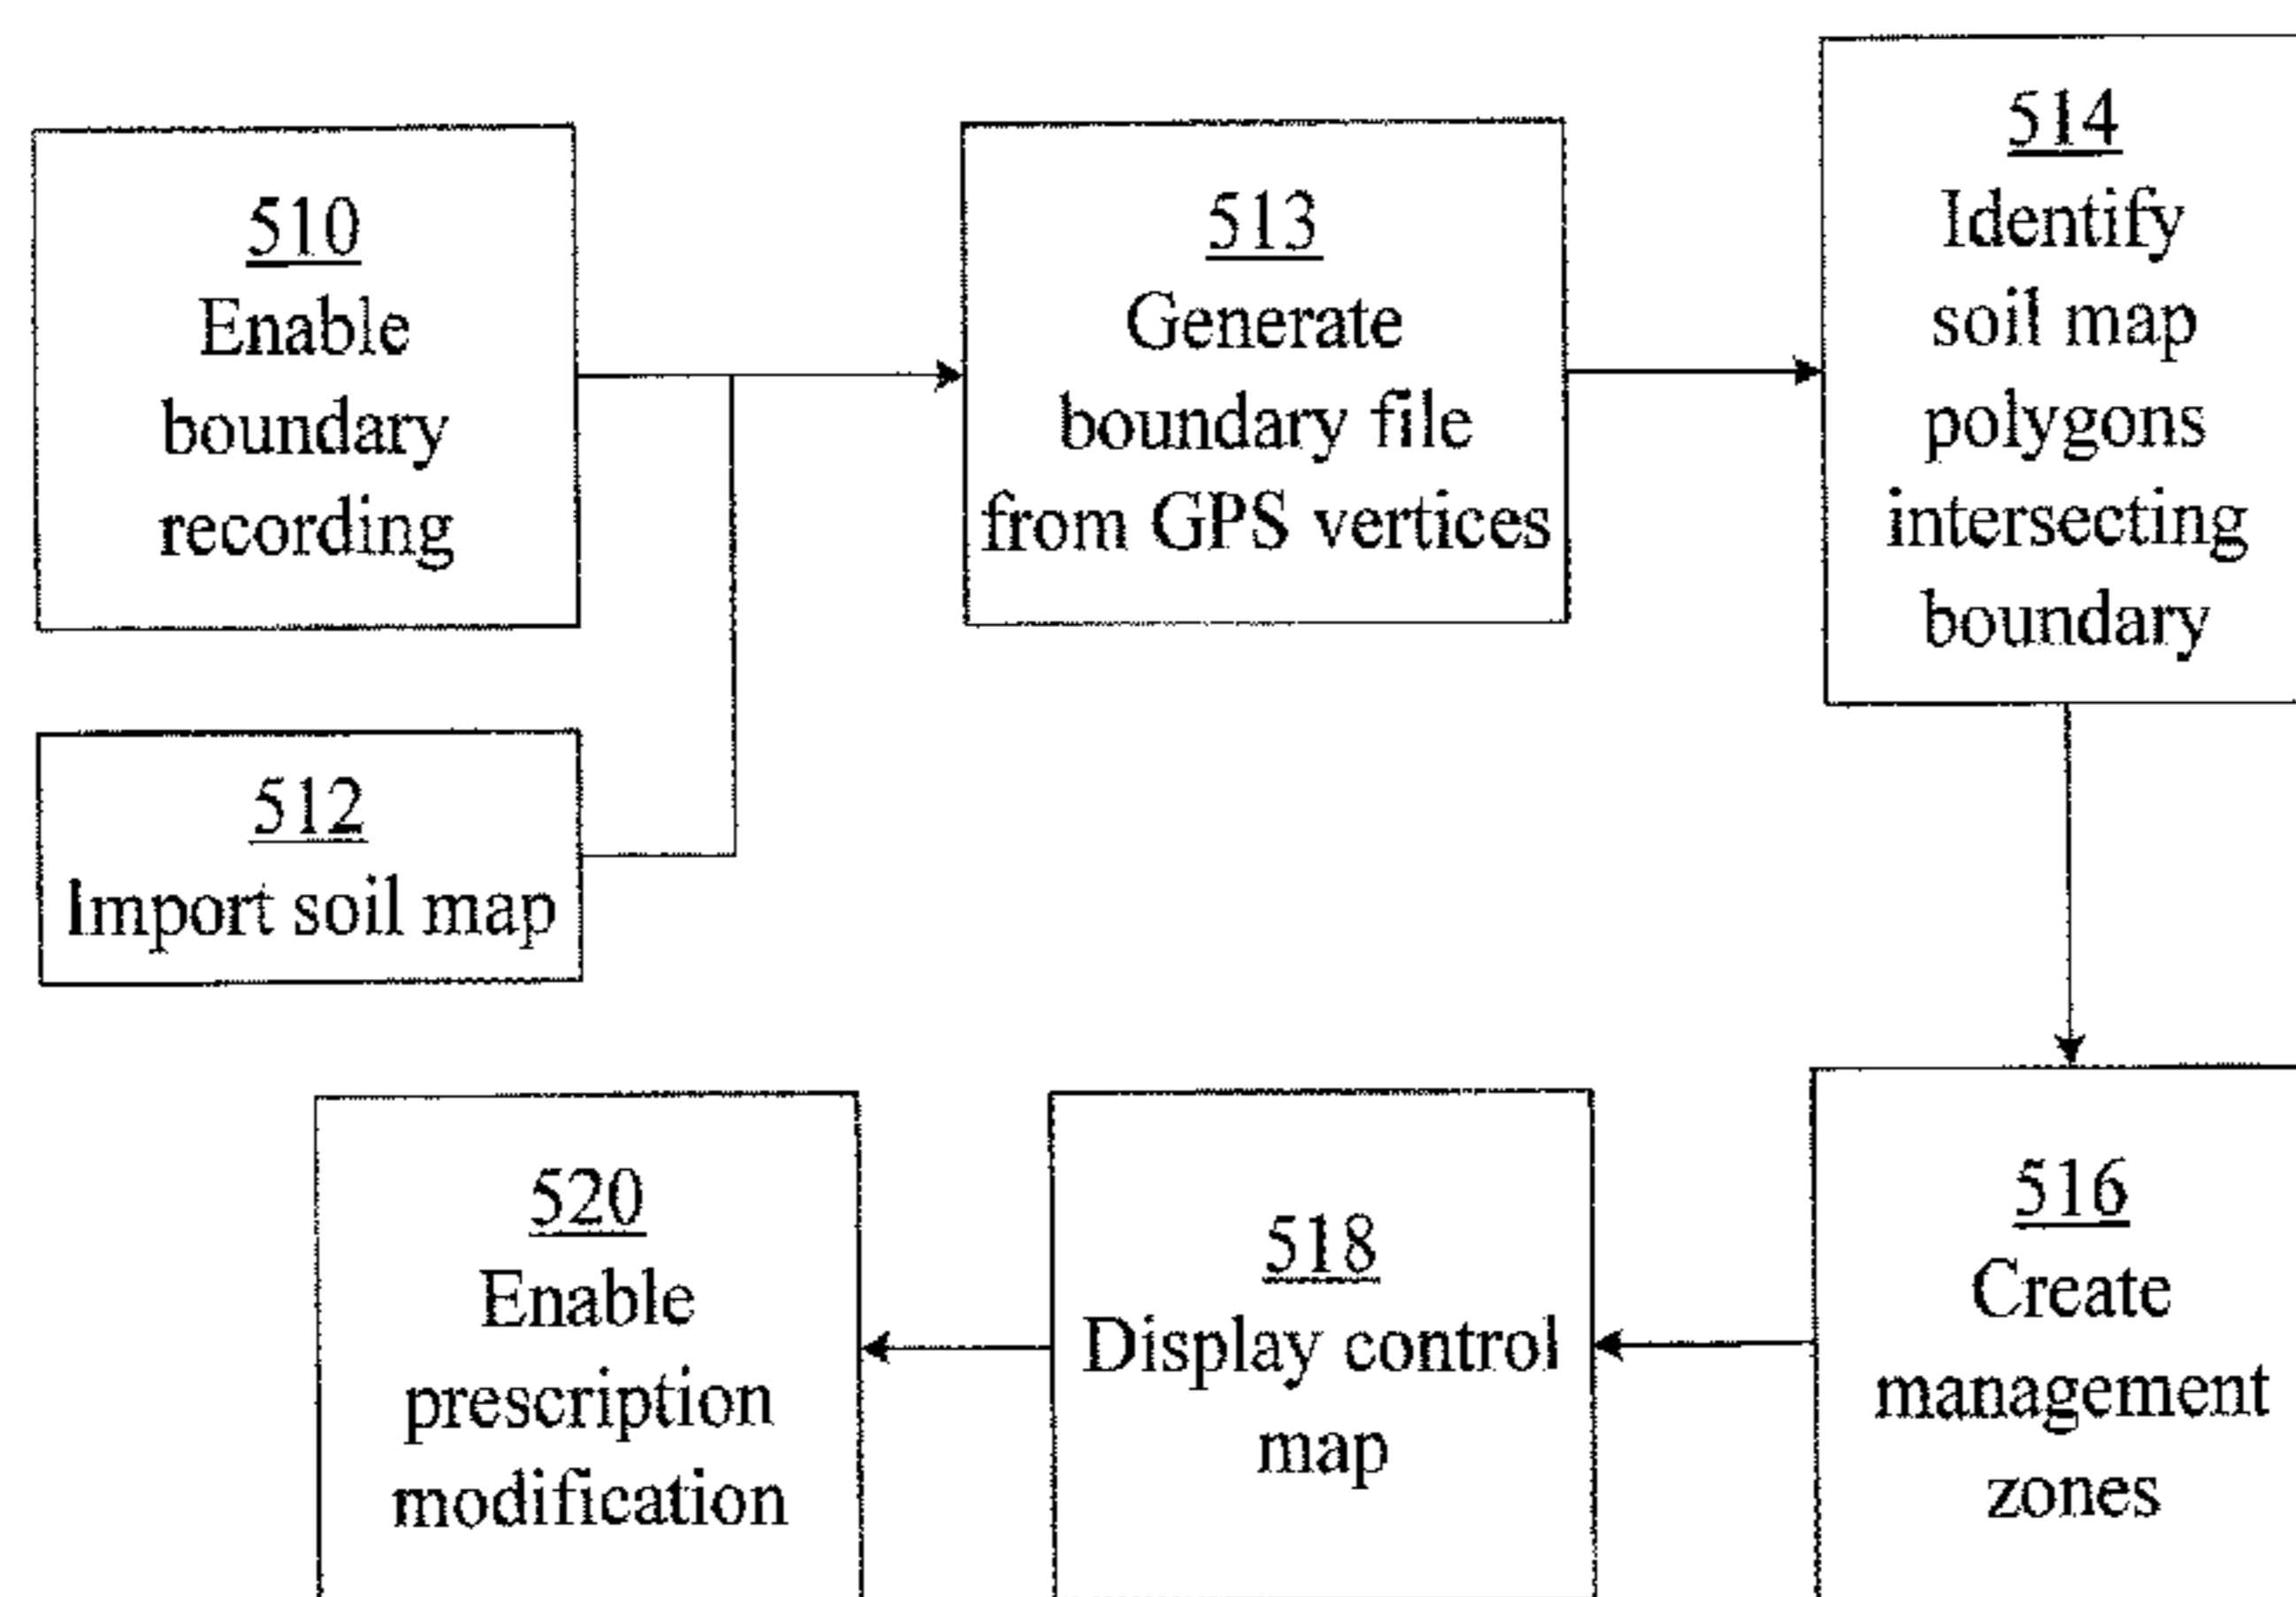 510
Enable
boundary
recording
512
Import soil map
513
Generate
boundary file
from GPS vertices
514
Identify
soil map
polygons
intersecting
boundary
516
Create
management
zones
518
Display control
map
520
Enable
prescription
modification